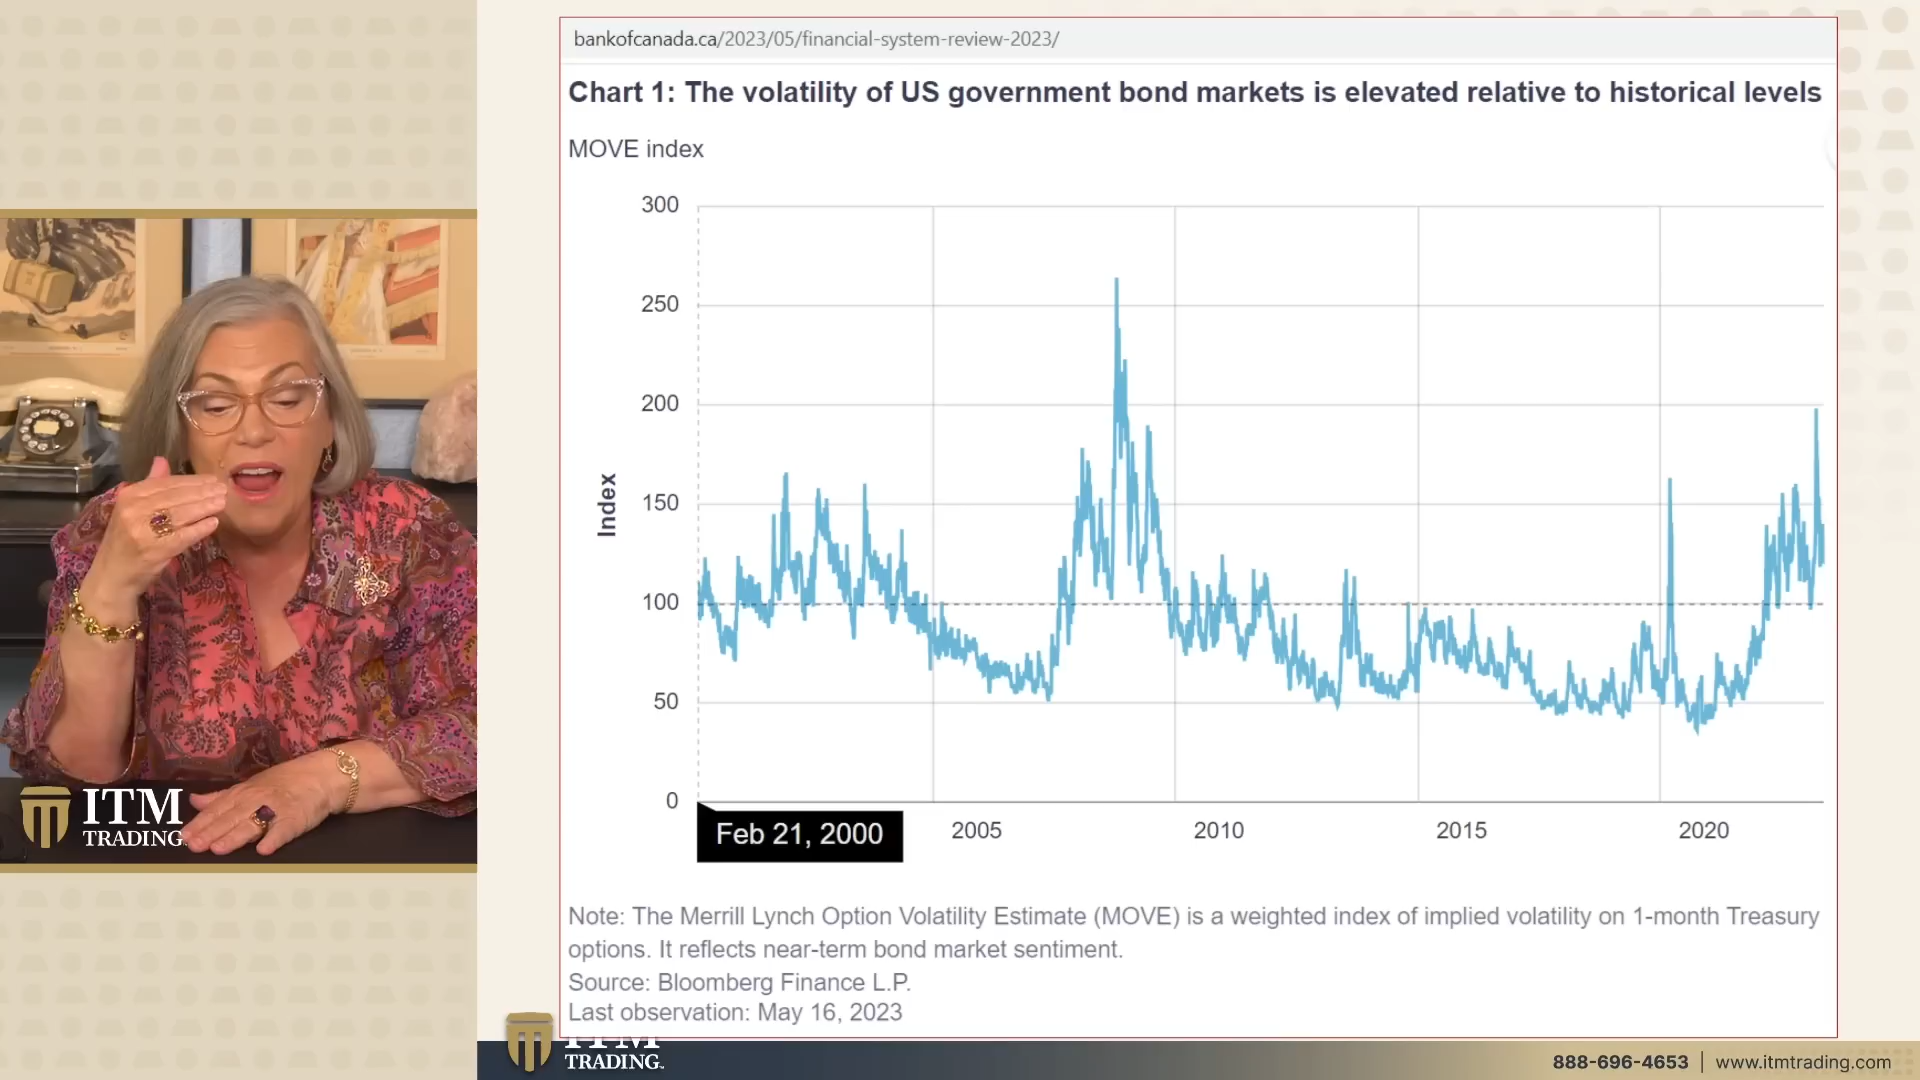 bankofcanada.ca/2023/05/financial-system-review-2023/
Chart 1: The volatility of US government bond markets is elevated relative to historical levels
MOVE index
300
250
200
150
100
50
0
Index
Feb 21, 2000
2005
2010
2015
2020
Note: The Merrill Lynch Option Volatility Estimate (MOVE) is a weighted index of implied volatility on 1-month Treasury
options. It reflects near-term bond market sentiment.
Source: Bloomberg Finance L.P.
Last observation: May 16, 2023
ITM
TRADING
ITM
TRADING
888-696-4653 | www.itmtrading.com